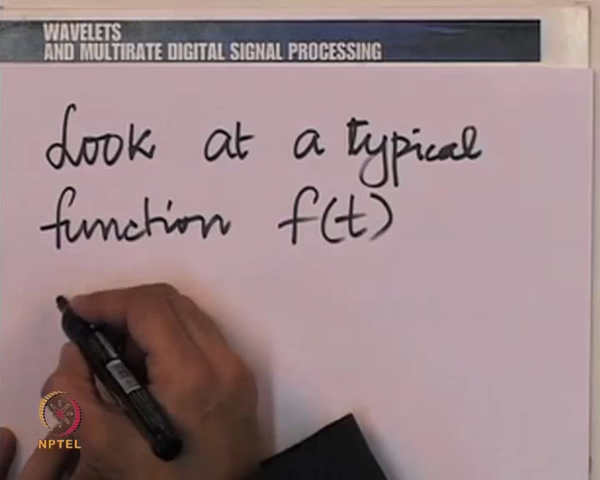 WAVELETS
AND MULTIRATE DIGITAL SIGNAL PROCESSING
Look at a typical
function f(t)
NPTEL